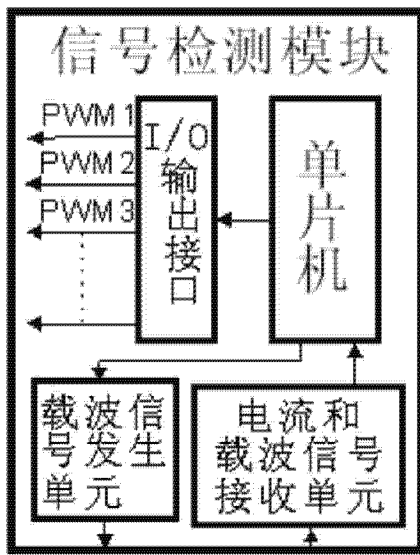 信号检测模块
PWM 1
PWM 2
PWM 3
I/O
输
出
接
口
单
片
机
载波信
号发生
单元
电流和
载波信号
接收单元